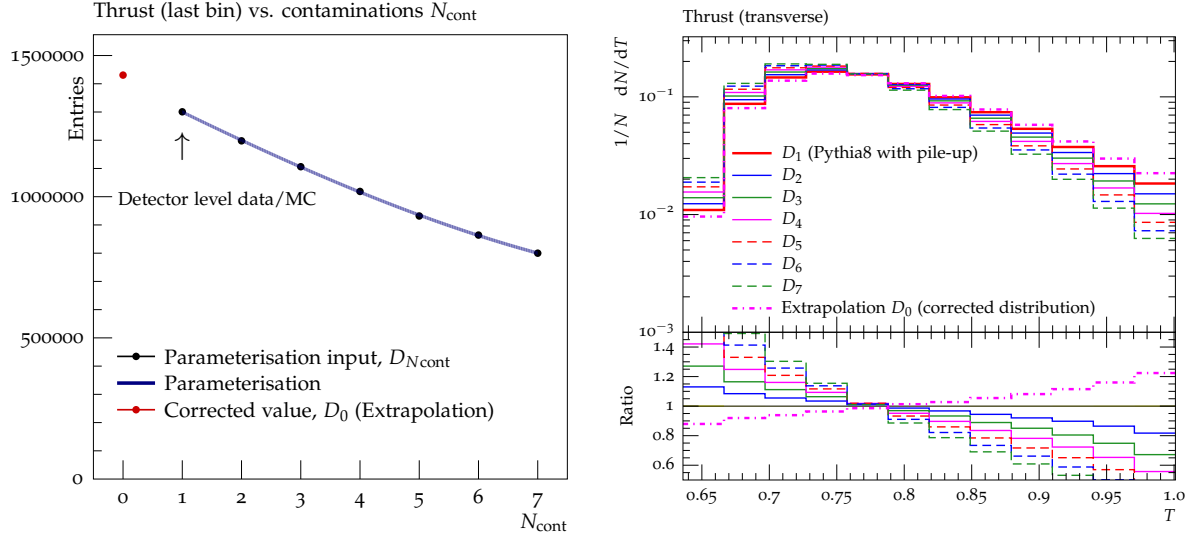 Thrust (last bin) vs. contaminations N_cont
Entries
1500000
1000000
500000
0
Detector level data/MC
Parameterisation input, D_Ncont
Parameterisation
Corrected value, D_0 (Extrapolation)
0 1 2 3 4 5 6 7
N_cont
Thrust (transverse)
1/N dN/dT
10^-1
10^-2
10^-3
D_1 (Pythia8 with pile-up)
D_2
D_3
D_4
D_5
D_6
D_7
Extrapolation D_0 (corrected distribution)
Ratio
1.4
1.2
1
0.8
0.6
0.65 0.7 0.75 0.8 0.85 0.9 0.95 1.0
T